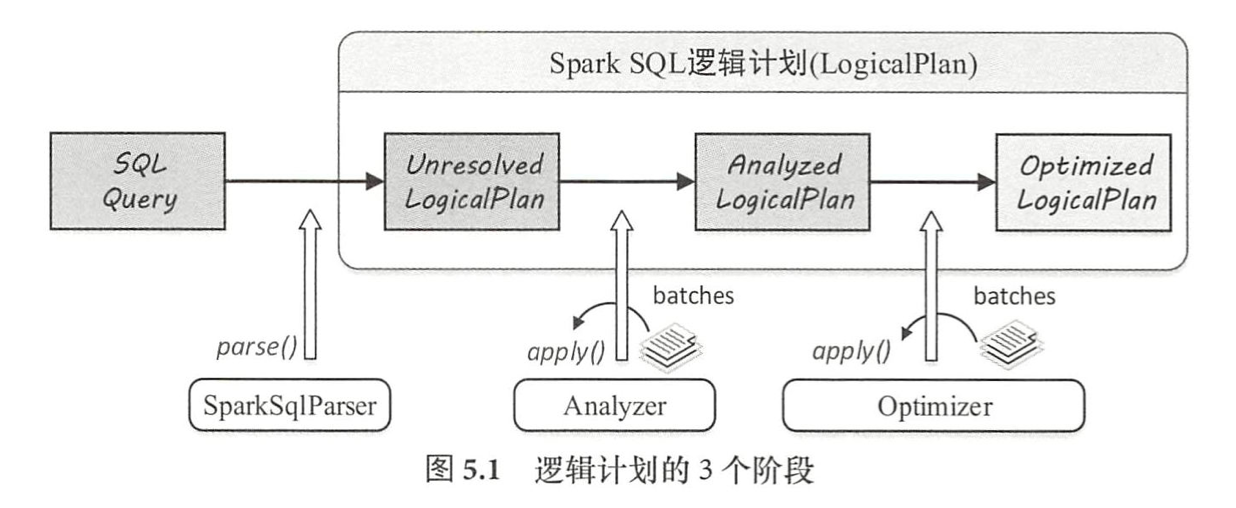 Spark SQL逻辑计划(LogicalPlan)
SQL
Query
Unresolved
LogicalPlan
Analyzed
LogicalPlan
Optimized
LogicalPlan
parse()
SparkSqlParser
batches
apply()
Analyzer
batches
apply()
Optimizer
图 5.1 逻辑计划的 3 个阶段